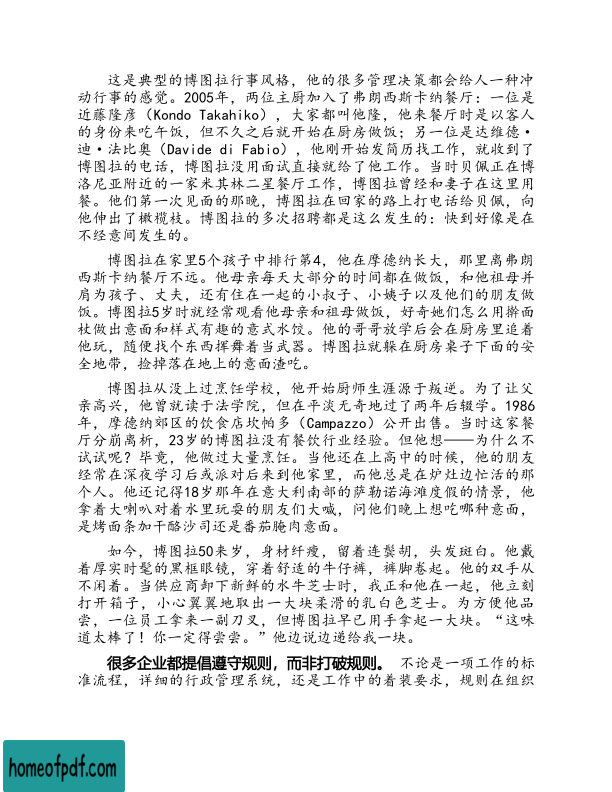 这是典型的博图拉行事风格，他的很多管理决策都会给人一种冲
动行事的感觉。2005年，两位主厨加入了弗朗西斯卡纳餐厅：一位是
近藤隆彦（Kondo Takahiko），大家都叫他隆，他来餐厅时是以客人
的身份来吃午饭，但不久之后就开始在厨房做饭；另一位是达维德·
迪·法比奥（Davide di Fabio），他刚开始发简历找工作，就收到了
博图拉的电话，博图拉没用面试直接就给了他工作。当时贝佩正在博
洛尼亚附近的一家米其林二星餐厅工作，博图拉曾经和妻子在这里用
餐。他们第一次见面的那晚，博图拉在回家的路上打电话给贝佩，向
他伸出了橄榄枝。博图拉的多次招聘都是这么发生的：快到好像是在
不经意间发生的。
博图拉在家里5个孩子中排行第4，他在摩德纳长大，那里离弗朗
西斯卡纳餐厅不远。他母亲每天大部分的时间都在做饭，和他祖母并
肩为孩子、丈夫，还有住在一起的小叔子、小姨子以及他们的朋友做
饭。博图拉5岁时就经常观看他母亲和祖母做饭，好奇她们怎么用擀面
杖做出意面和样式有趣的意式水饺。他的哥哥放学后会在厨房里追着
他玩，随便找个东西挥舞着当武器。博图拉就躲在厨房桌子下面的安
全地带，捡掉落在地上的意面渣吃。
博图拉从没上过烹饪学校，他开始厨师生涯源于叛逆。为了让父
亲高兴，他曾就读于法学院，但在平淡无奇地过了两年后辍学。1986
年，摩德纳郊区的饮食店坎帕多（Campazzo）公开出售。当时这家餐
厅分崩离析，23岁的博图拉没有餐饮行业经验。但他想——为什么不
试试呢？毕竟，他做过大量烹饪。当他还在上高中的时候，他的朋友
经常在深夜学习后或派对后来到他家里，而他总是在炉灶边忙活的那
个人。他还记得18岁那年在意大利南部的萨勒诺海滩度假的情景，他
拿着大喇叭对着水里玩耍的朋友们大喊，问他们晚上想吃哪种意面，
是烤面条加干酪沙司还是番茄腌肉意面。
如今，博图拉50来岁，身材纤瘦，留着连鬓胡，头发斑白。他戴
着厚实时髦的黑框眼镜，穿着舒适的牛仔裤，裤脚卷起。他的双手从
不闲着。当供应商卸下新鲜的水牛芝士时，我正和他在一起，他立刻
打开箱子，小心翼翼地取出一大块柔滑的乳白色芝士。为方便他品
尝，一位员工拿来一副刀叉，但博图拉早已用手拿起一大块。“这味
道太棒了！你一定得尝尝。”他边说边递给我一块。
很多企业都提倡遵守规则，而非打破规则。 不论是一项工作的标
准流程，详细的行政管理系统，还是工作中的着装要求，规则在组织
homeofpdf.com